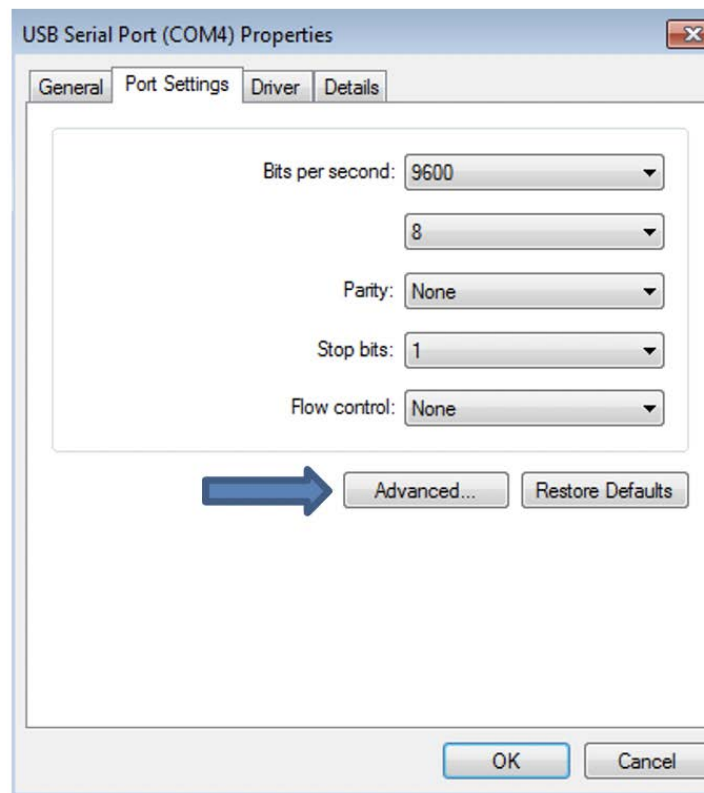 USB Serial Port (COM4) Properties
General Port Settings Driver Details
Bits per second: 9600
8
Parity: None
Stop bits: 1
Flow control: None
Advanced... Restore Defaults
OK Cancel